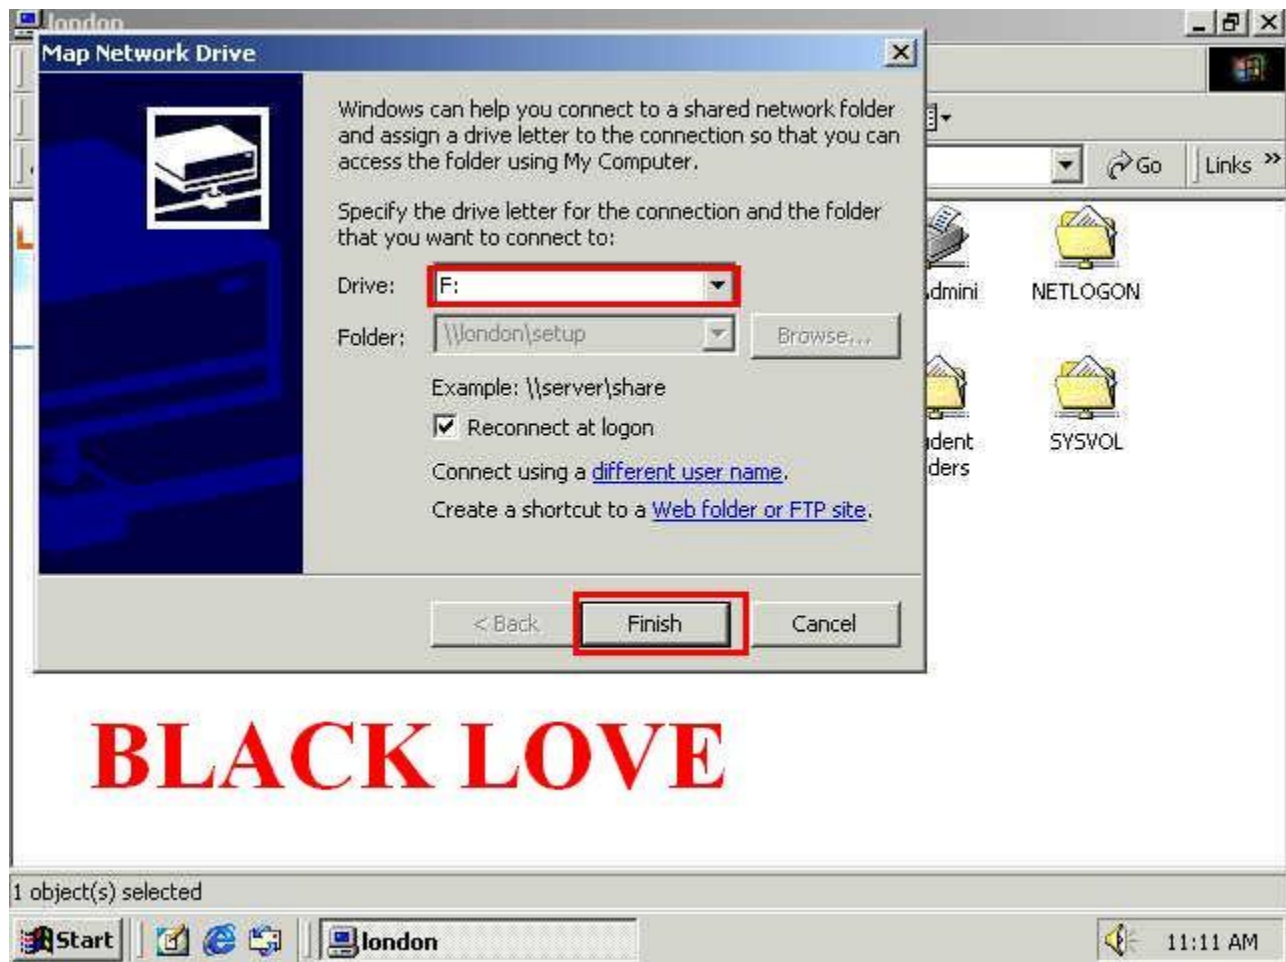 london
Map Network Drive
Windows can help you connect to a shared network folder
and assign a drive letter to the connection so that you can
access the folder using My Computer.
Specify the drive letter for the connection and the folder
that you want to connect to:
Drive:
F:
Folder:
\\london\setup
Browse...
Example: \\server\share
Reconnect at logon
Connect using a different user name.
Create a shortcut to a Web folder or FTP site.
< Back
Finish
Cancel
Go
Links »
NETLOGON
SYSVOL
BLACK LOVE
1 object(s) selected
Start
london
11:11 AM